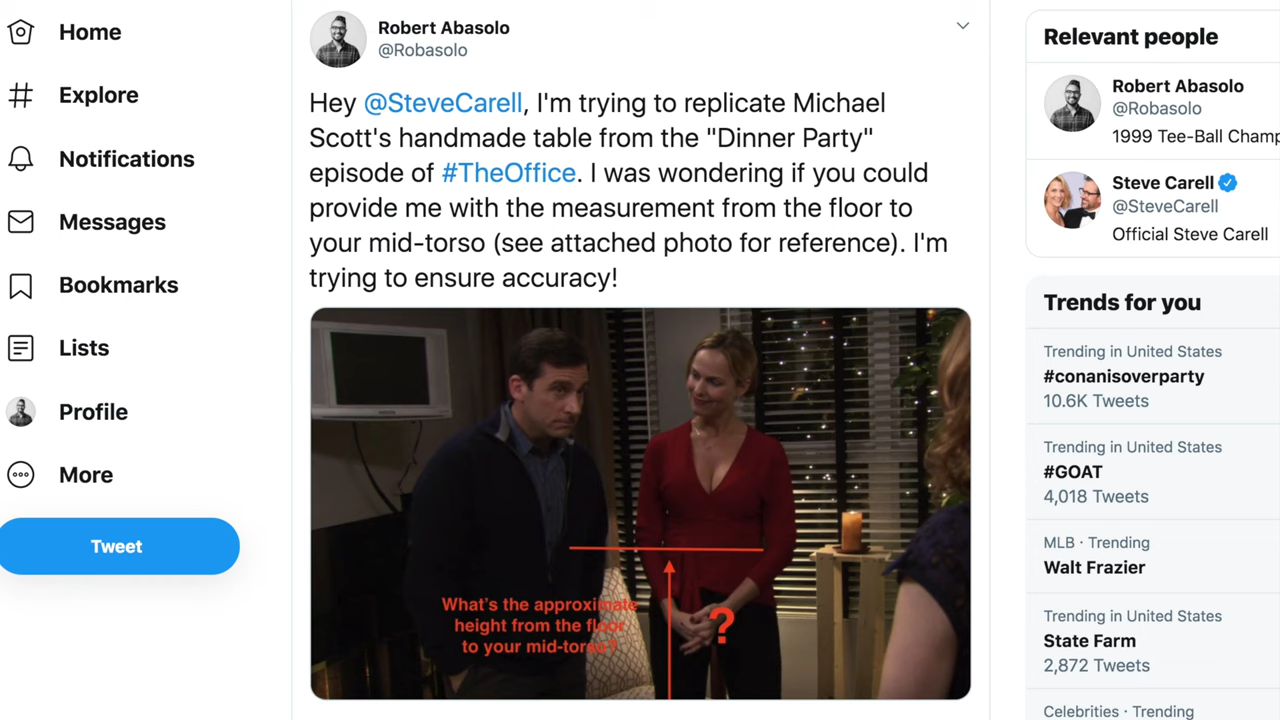 Home
Explore
Notifications
Messages
Bookmarks
Lists
Profile
More
Tweet
Robert Abasolo
@Robasolo
Hey @SteveCarell, I'm trying to replicate Michael
Scott's handmade table from the "Dinner Party"
episode of #TheOffice. I was wondering if you could
provide me with the measurement from the floor to
your mid-torso (see attached photo for reference). I'm
trying to ensure accuracy!
What's the approximate
height from the floor
to your mid-torso?
?
Relevant people
Robert Abasolo
@Robasolo
1999 Tee-Ball Champ
Steve Carell
@SteveCarell
Official Steve Carell
Trends for you
Trending in United States
#conanisoverparty
10.6K Tweets
Trending in United States
#GOAT
4,018 Tweets
MLB · Trending
Walt Frazier
Trending in United States
State Farm
2,872 Tweets
Celebrities · Trending